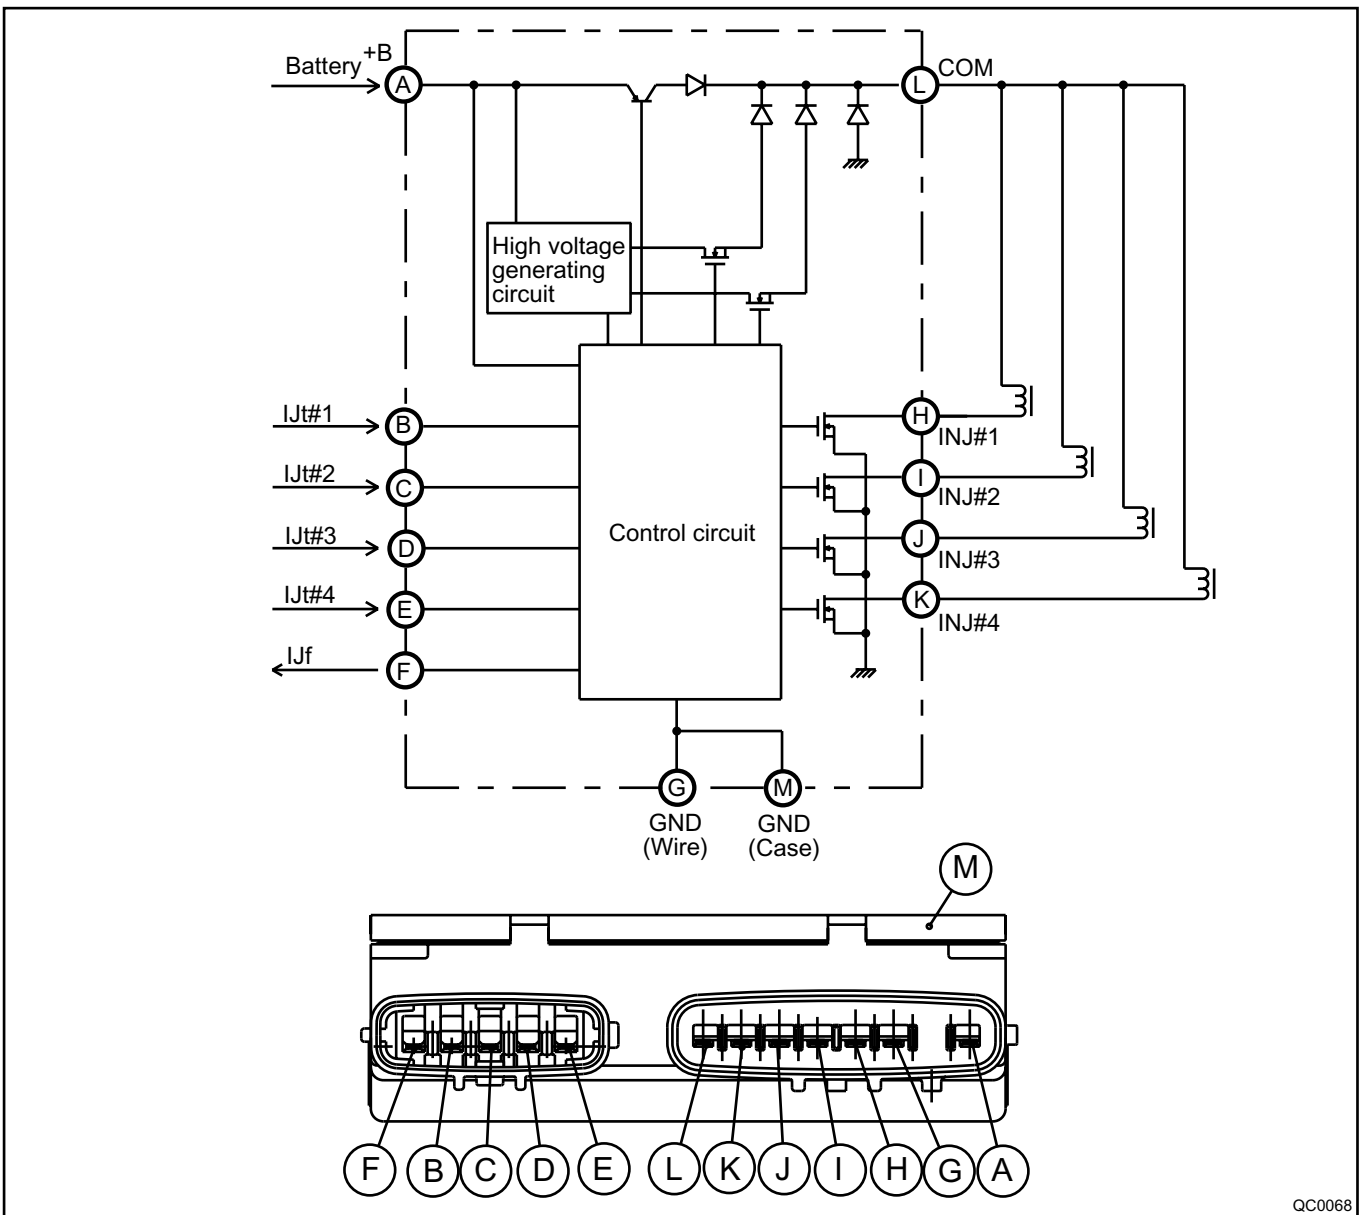 Battery +B
A
L
COM
High voltage
generating
circuit
IJt#1
B
H
INJ#1
IJt#2
C
I
INJ#2
IJt#3
D
Control circuit
J
INJ#3
IJt#4
E
K
INJ#4
IJf
F
G
M
GND
(Wire)
GND
(Case)
M
F
B
C
D
E
L
K
J
I
H
G
A
QC0068